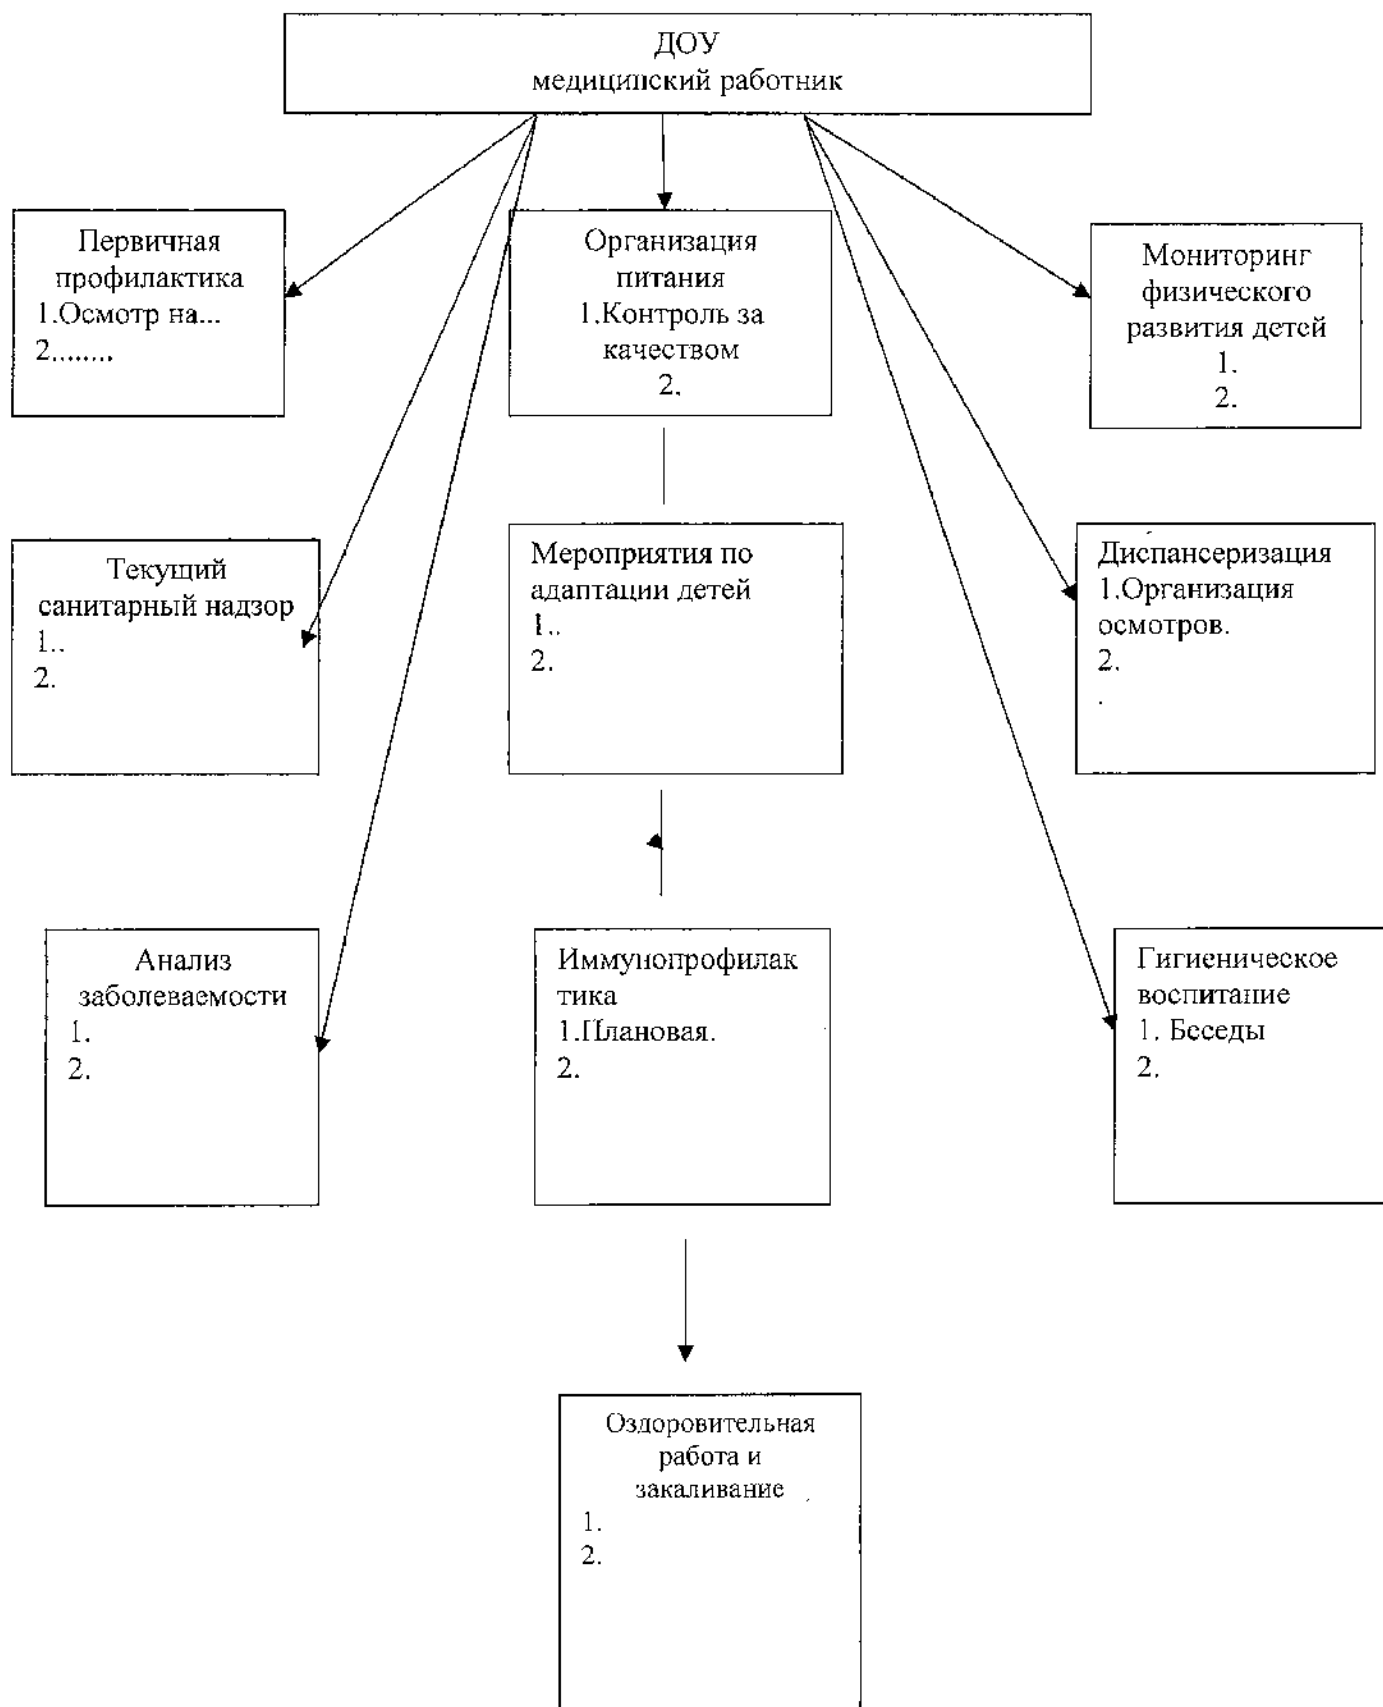 ДОУ
медицинский работник
Первичная
профилактика
1.Осмотр на...
2........
Организация
питания
1.Контроль за
качеством
2.
Мониторинг
физического
развития детей
1.
2.
Текущий
санитарный надзор
1..
2.
Мероприятия по
адаптации детей
1..
2.
Диспансеризация
1.Организация
осмотров.
2.
.
Анализ
заболеваемости
1.
2.
Иммунопрофилак
тика
1.Плановая.
2.
Гигиеническое
воспитание
1. Беседы
2.
Оздоровительная
работа и
закаливание
1.
2.